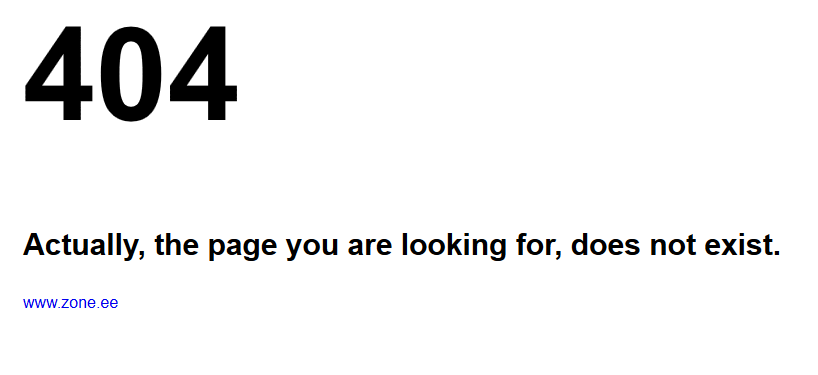 404
Actually, the page you are looking for, does not exist.
www.zone.ee